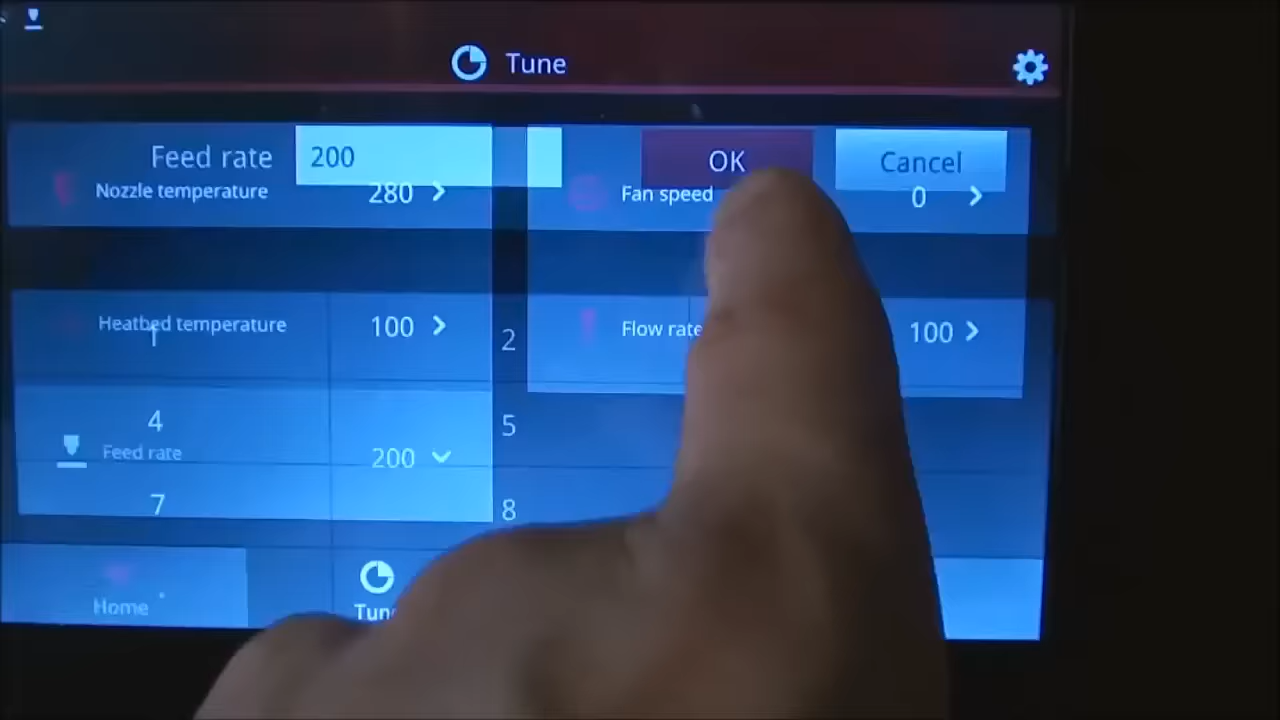 Tune
Feed rate 200 OK Cancel
Nozzle temperature 280 Fan speed 0
Heatbed temperature 100 Flow rate 100
1 2
4 5
Feed rate 200
7 8
Home Tun